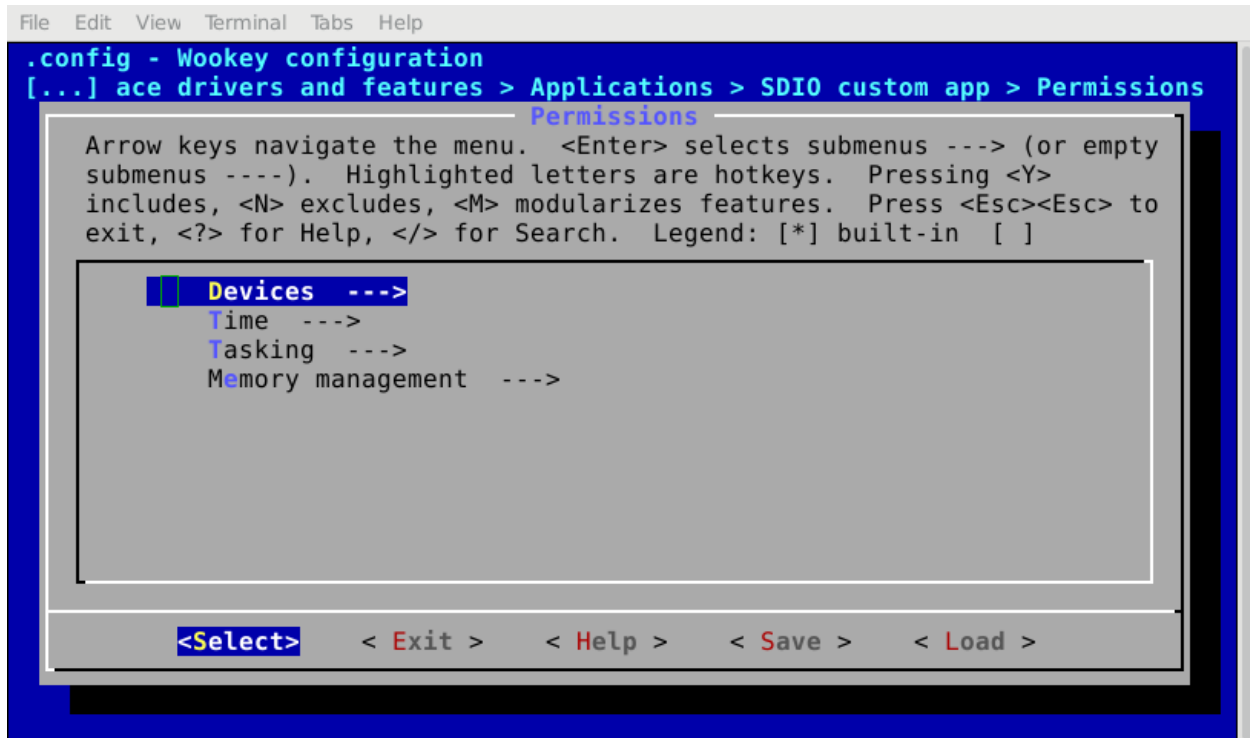 File Edit View Terminal Tabs Help
.config - Wookey configuration
[...] ace drivers and features > Applications > SDIO custom app > Permissions
Permissions
Arrow keys navigate the menu.  <Enter> selects submenus ---> (or empty
submenus ----).  Highlighted letters are hotkeys.  Pressing <Y>
includes, <N> excludes, <M> modularizes features.  Press <Esc><Esc> to
exit, <?> for Help, </> for Search.  Legend: [*] built-in  [ ]
Devices  --->
Time  --->
Tasking  --->
Memory management  --->
<Select>    < Exit >    < Help >    < Save >    < Load >